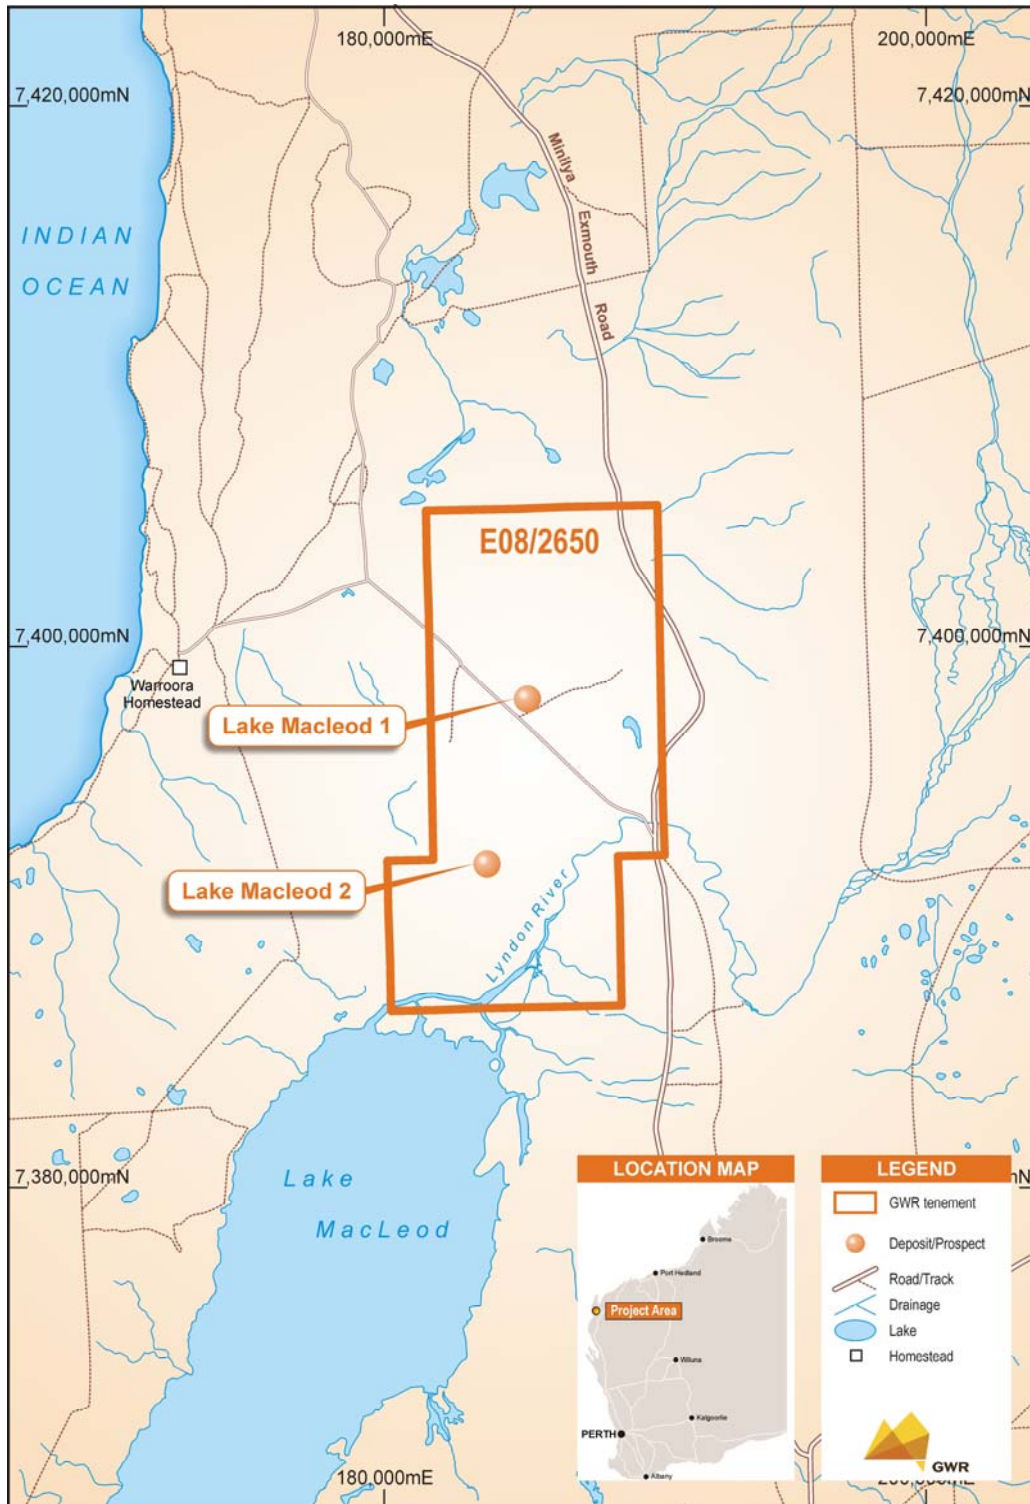 180,000mE
200,000mE
7,420,000mN
7,420,000mN
Minilya
Exmouth
Road
INDIAN
OCEAN
E08/2650
7,400,000mN
7,400,000mN
Warroora
Homestead
Lake Macleod 1
Lake Macleod 2
Lyndon River
7,380,000mN
Lake
MacLeod
LOCATION MAP
Broome
Port Hedland
Project Area
Wiluna
Kalgoorlie
PERTH
Albany
LEGEND
GWR tenement
Deposit/Prospect
Road/Track
Drainage
Lake
Homestead
GWR
180,000mE